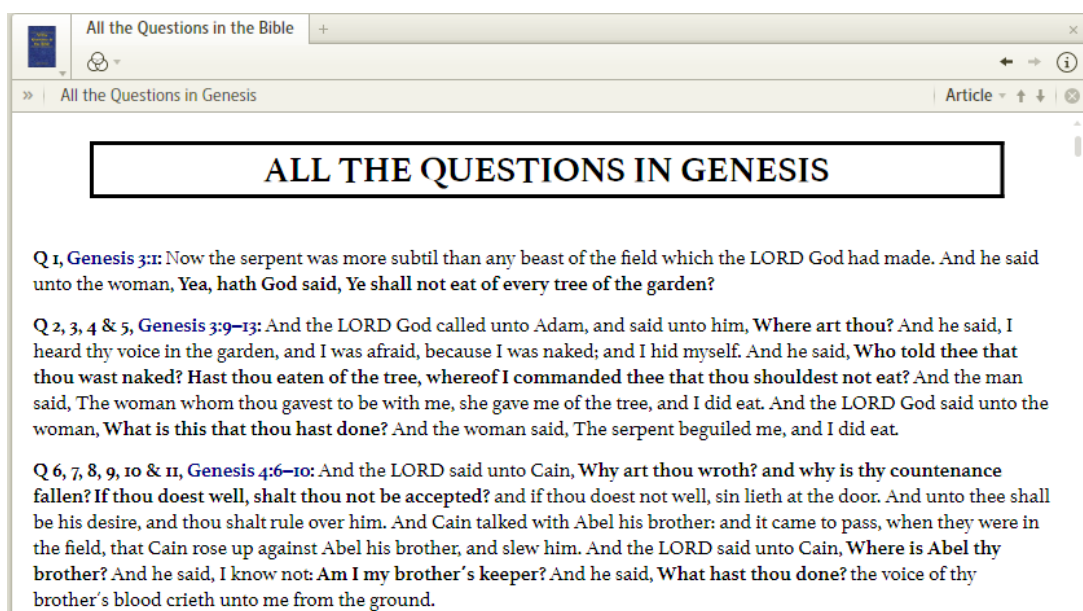 All the Questions in the Bible
All the Questions in Genesis
Article
ALL THE QUESTIONS IN GENESIS
Q 1, Genesis 3:1: Now the serpent was more subtil than any beast of the field which the LORD God had made. And he said
unto the woman, Yea, hath God said, Ye shall not eat of every tree of the garden?
Q 2, 3, 4 & 5, Genesis 3:9–13: And the LORD God called unto Adam, and said unto him, Where art thou? And he said, I
heard thy voice in the garden, and I was afraid, because I was naked; and I hid myself. And he said, Who told thee that
thou wast naked? Hast thou eaten of the tree, whereof I commanded thee that thou shouldest not eat? And the man
said, The woman whom thou gavest to be with me, she gave me of the tree, and I did eat. And the LORD God said unto the
woman, What is this that thou hast done? And the woman said, The serpent beguiled me, and I did eat.
Q 6, 7, 8, 9, 10 & 11, Genesis 4:6–10: And the LORD said unto Cain, Why art thou wroth? and why is thy countenance
fallen? If thou doest well, shalt thou not be accepted? and if thou doest not well, sin lieth at the door. And unto thee shall
be his desire, and thou shalt rule over him. And Cain talked with Abel his brother: and it came to pass, when they were in
the field, that Cain rose up against Abel his brother, and slew him. And the LORD said unto Cain, Where is Abel thy
brother? And he said, I know not: Am I my brother's keeper? And he said, What hast thou done? the voice of thy
brother's blood crieth unto me from the ground.